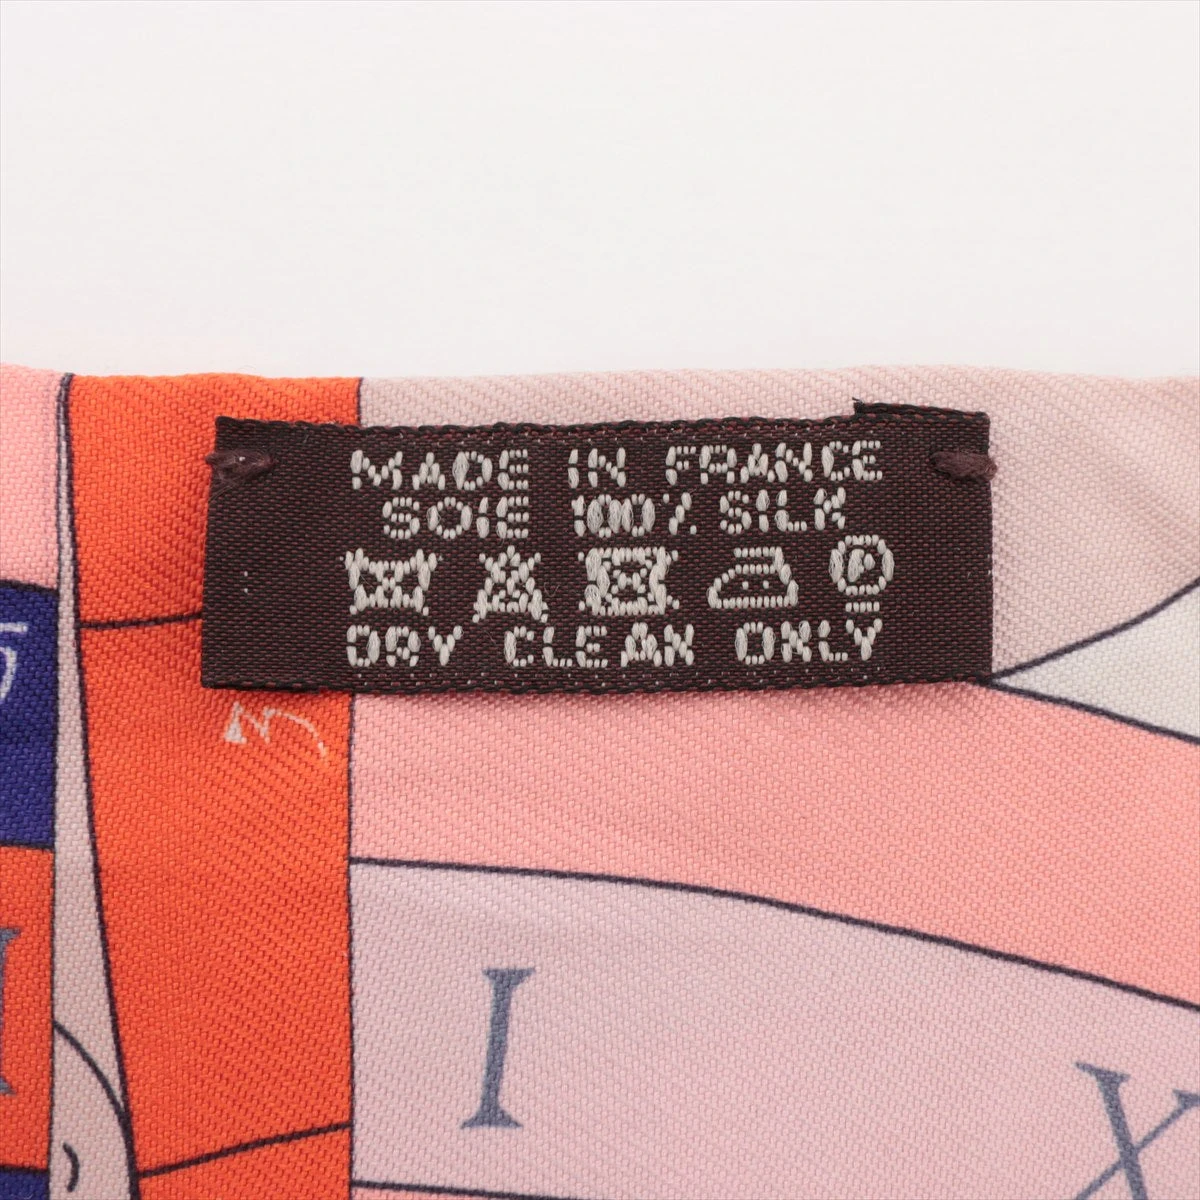 MADE IN FRANCE
SOIE 100% SILK
P
DRY CLEAN ONLY
I
X